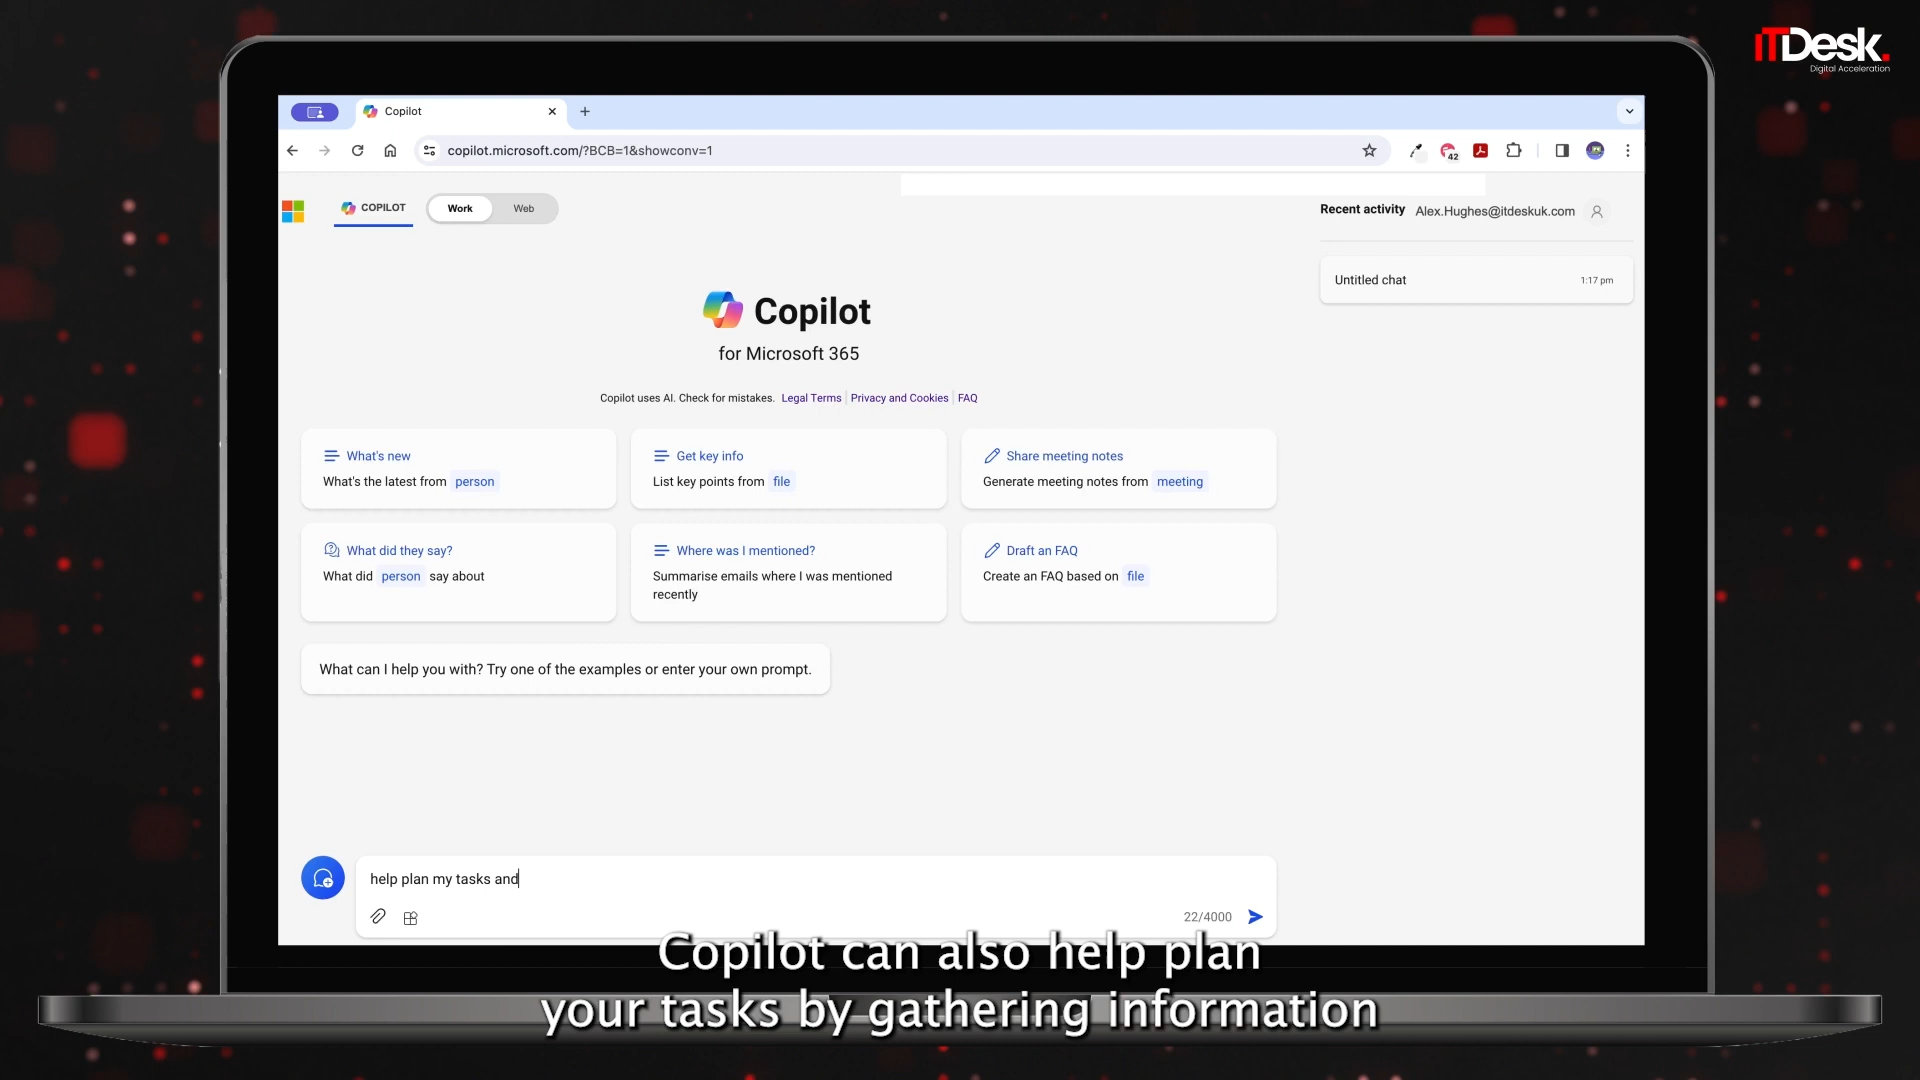 ITDesk.
Digital Acceleration
Copilot
copilot.microsoft.com/?BCB=1&showconv=1
42
COPILOT
Work
Web
Recent activity
Alex.Hughes@itdeskuk.com
Untitled chat
1:17 pm
Copilot
for Microsoft 365
Copilot uses AI. Check for mistakes. Legal Terms Privacy and Cookies FAQ
What's new
What's the latest from person
Get key info
List key points from file
Share meeting notes
Generate meeting notes from meeting
What did they say?
What did person say about
Where was I mentioned?
Summarise emails where I was mentioned
recently
Draft an FAQ
Create an FAQ based on file
What can I help you with? Try one of the examples or enter your own prompt.
help plan my tasks and
22/4000
Copilot can also help plan
your tasks by gathering information